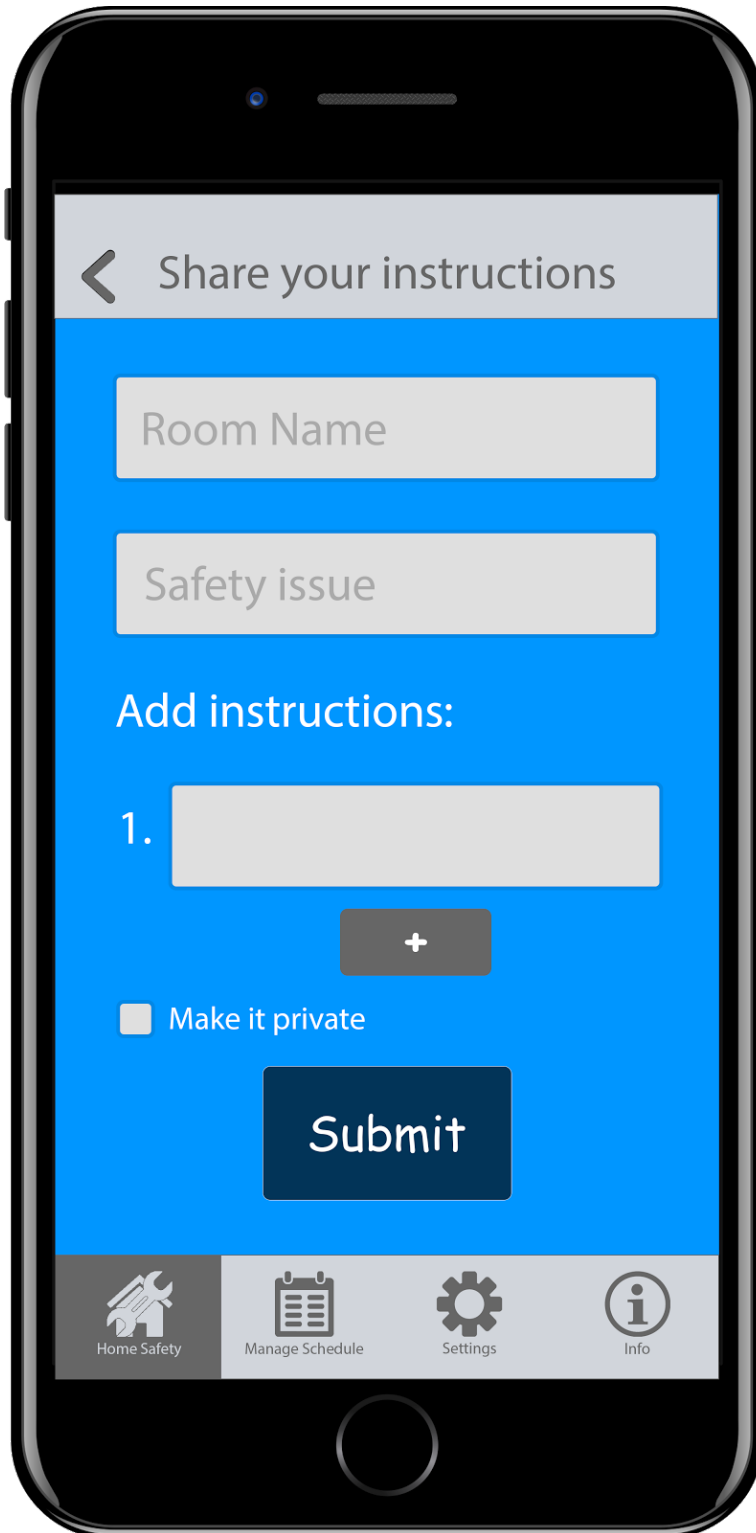 Share your instructions
Room Name
Safety issue
Add instructions:
1.
+
Make it private
Submit
Home Safety
Manage Schedule
Settings
Info